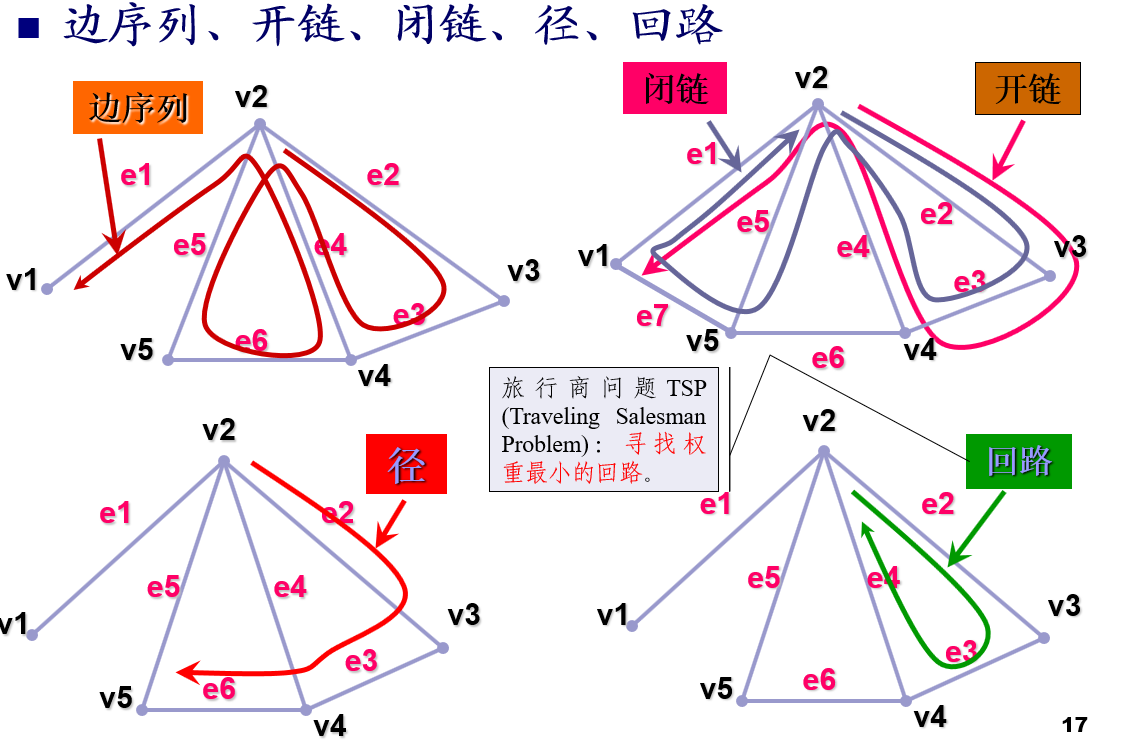 边序列、开链、闭链、径、回路
边序列
v2
e1
e2
e5
e4
v1
v3
e3
e6
v5
v4
闭链
v2
开链
e1
e5
e2
e4
v1
v3
e3
e7
v5
v4
e6
旅行商问题TSP
(Traveling Salesman
Problem)：寻找权
重最小的回路。
v2
径
e1
e2
e5
e4
v1
v3
e3
e6
v5
v4
v2
回路
e1
e2
e5
e4
v1
v3
e3
e6
v5
v4
17